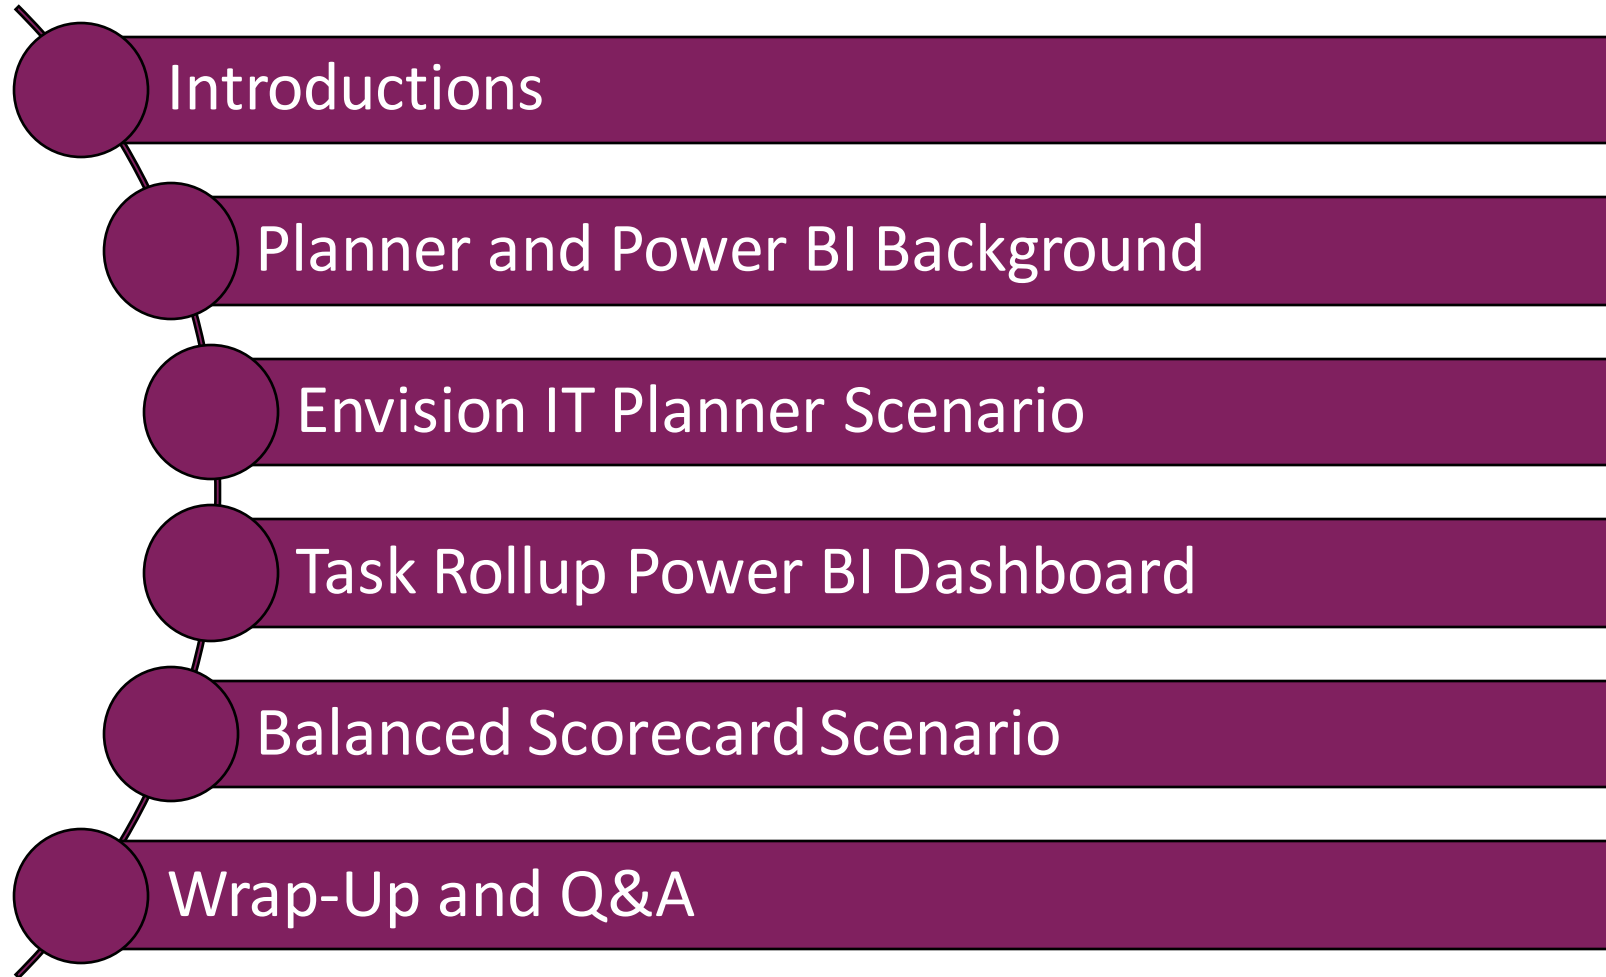 Introductions
Planner and Power BI Background
Envision IT Planner Scenario
Task Rollup Power BI Dashboard
Balanced Scorecard Scenario
Wrap-Up and Q&A